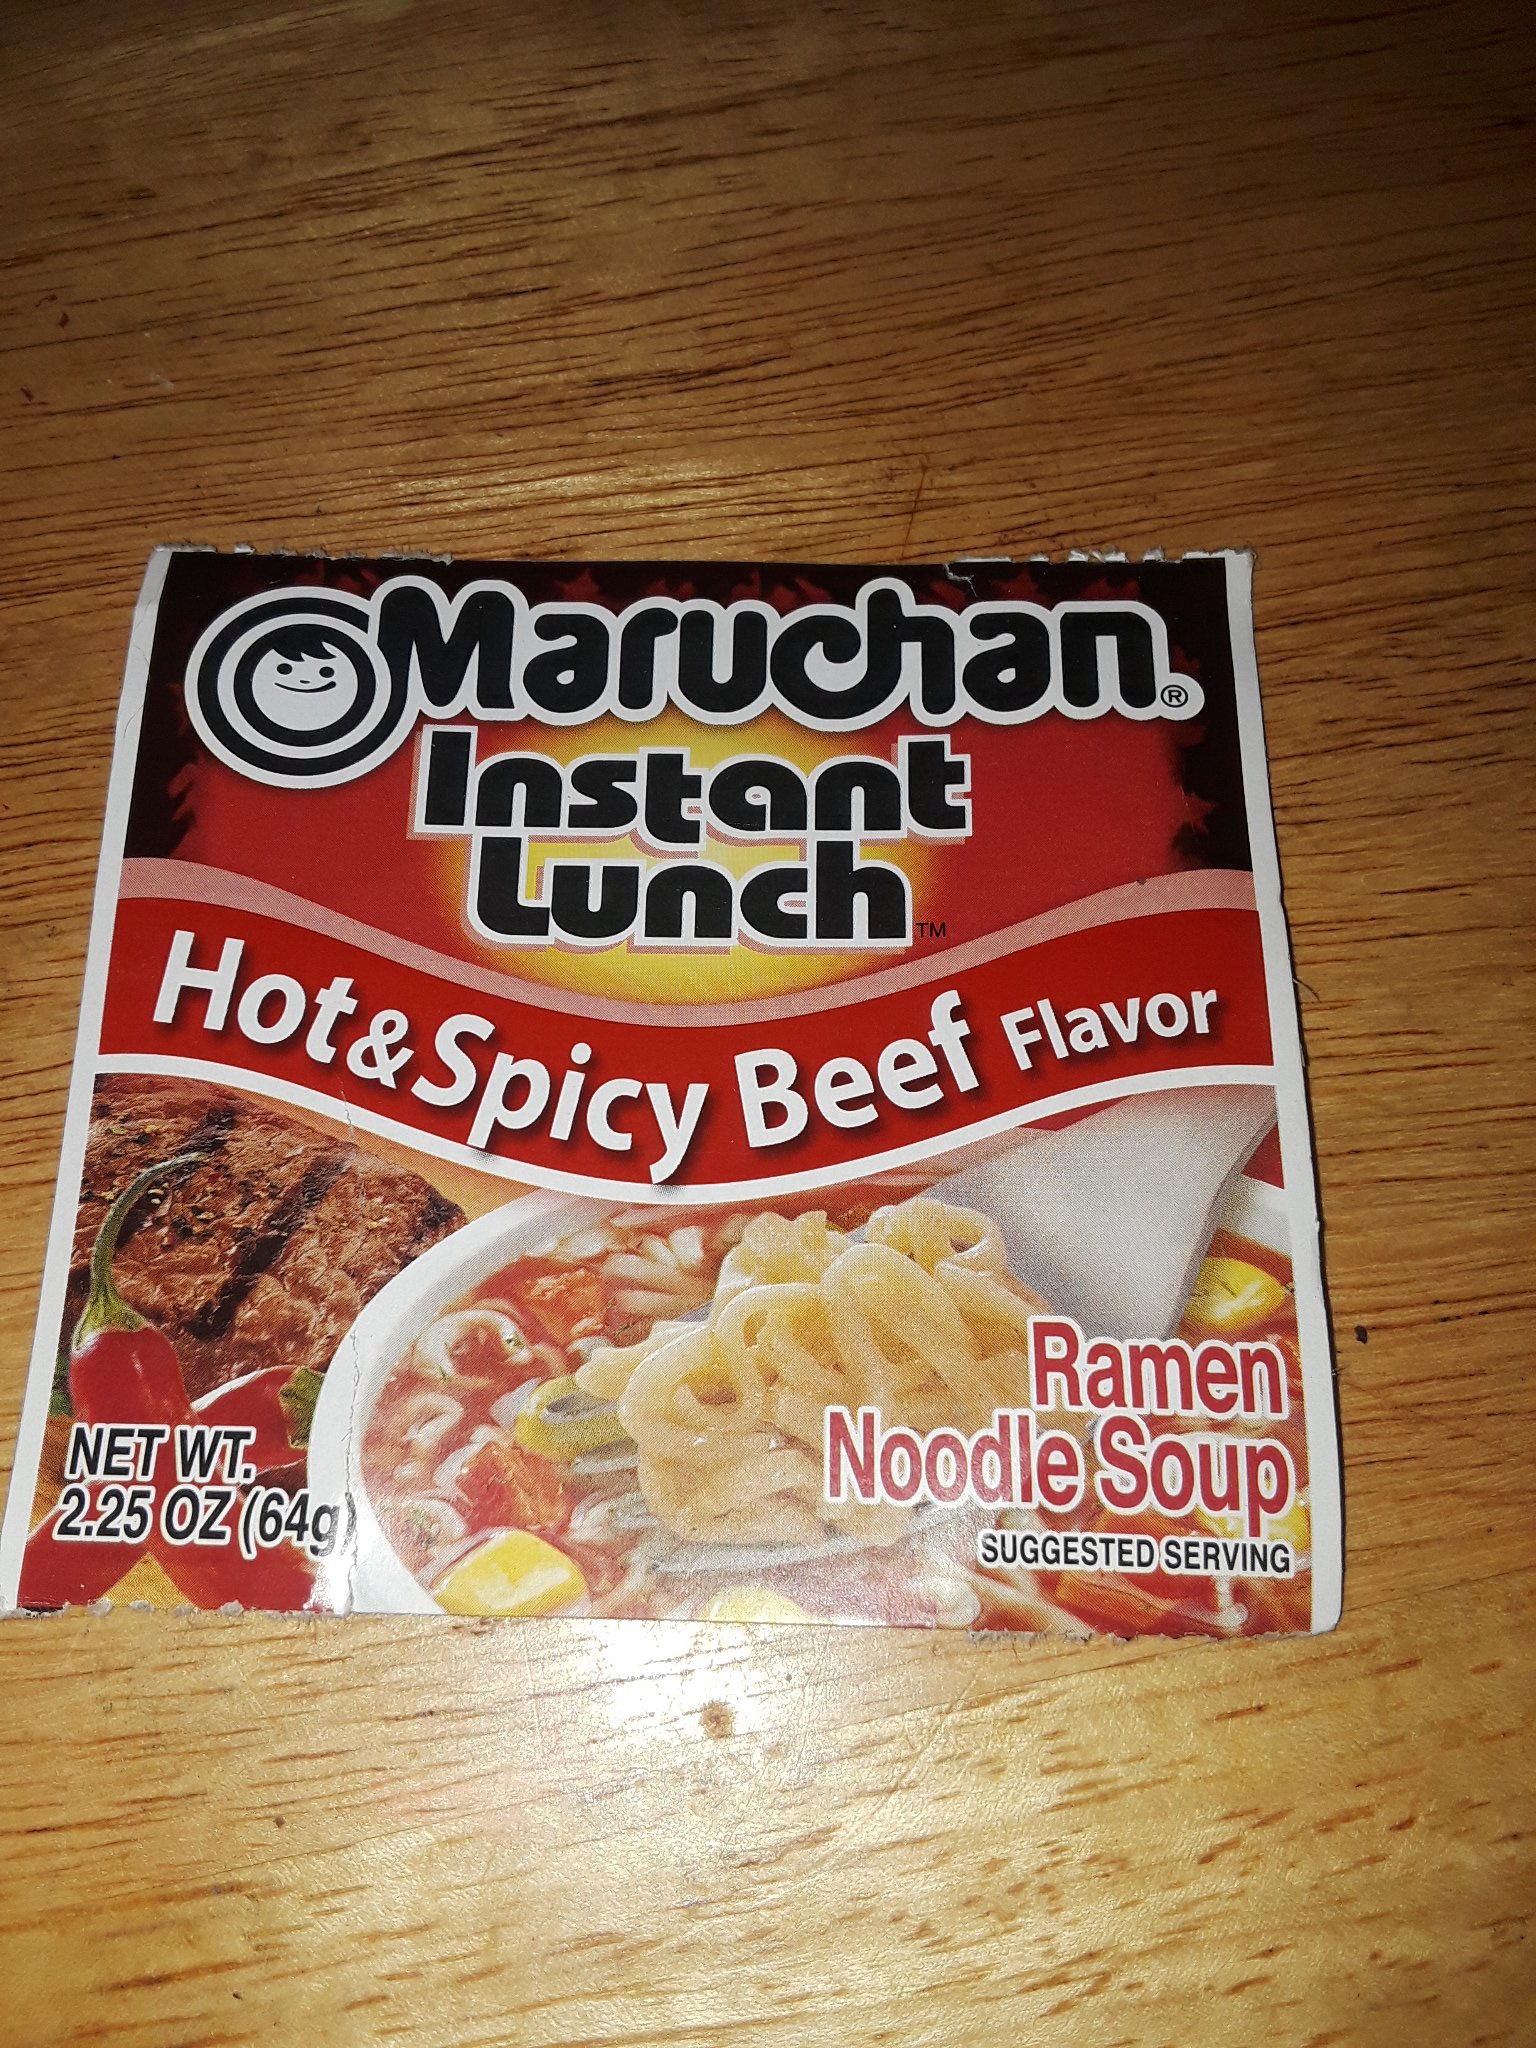 Maruchan®
Instant
Lunch™
Hot & Spicy Beef Flavor
Ramen
Noodle Soup
SUGGESTED SERVING
NET WT.
2.25 OZ (64g)